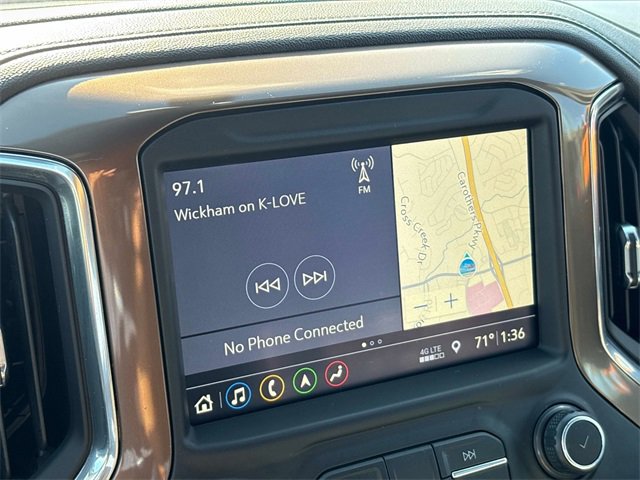 97.1
FM
Wickham on K-LOVE
Carothers Pkwy
Cross Creek Dr
No Phone Connected
4G LTE
71° 1:36